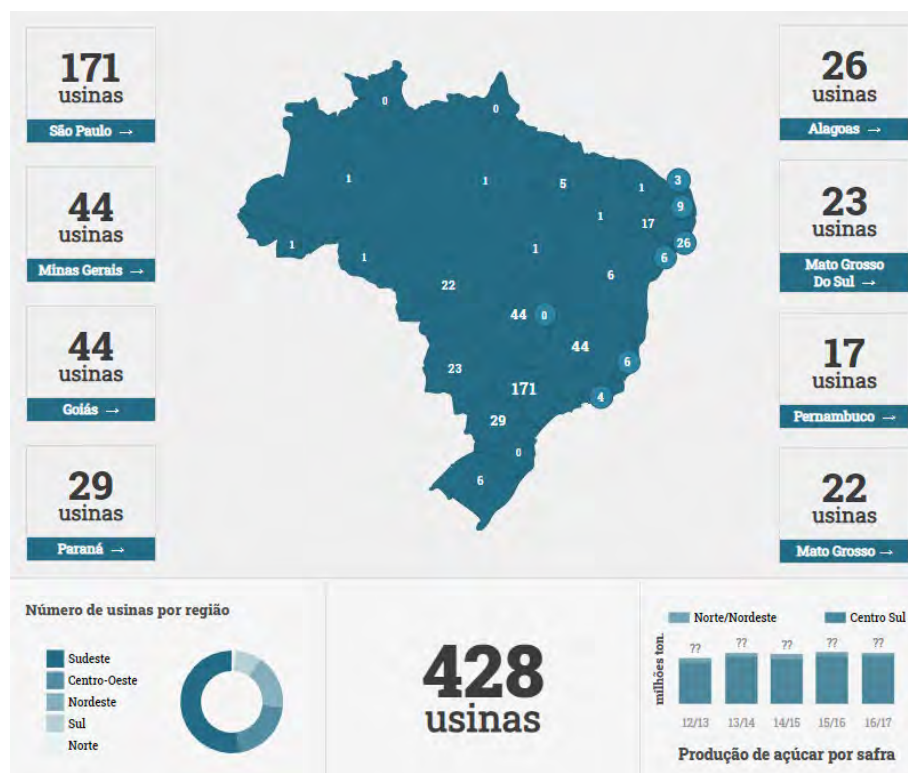 171
usinas
São Paulo →
44
usinas
Minas Gerais →
44
usinas
Goiás →
29
usinas
Paraná →
0
0
1
1
5
1
3
9
1
17
1
26
1
1
6
6
22
44
0
44
23
6
171
4
29
0
6
26
usinas
Alagoas →
23
usinas
Mato Grosso
Do Sul →
17
usinas
Pernambuco →
22
usinas
Mato Grosso →
Número de usinas por região
Sudeste
Centro-Oeste
Nordeste
Sul
Norte
428
usinas
Norte/Nordeste
Centro Sul
milhões ton.
?? ?? ?? ?? ??
12/13 13/14 14/15 15/16 16/17
Produção de açúcar por safra